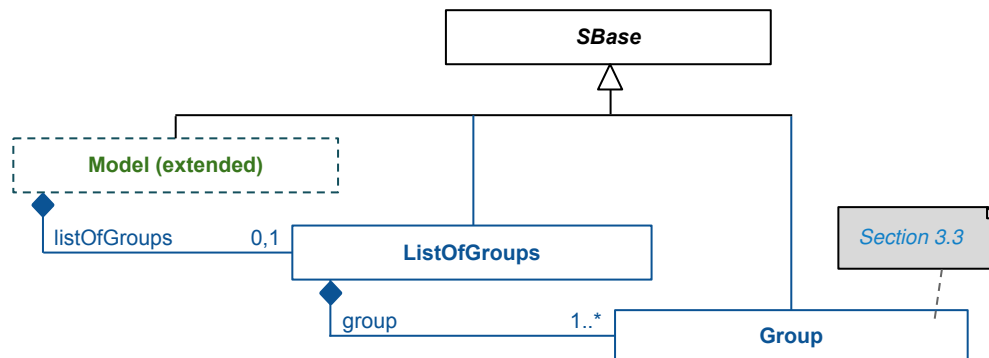 SBase
Model (extended)
listOfGroups 0,1
ListOfGroups
Section 3.3
group 1..*
Group